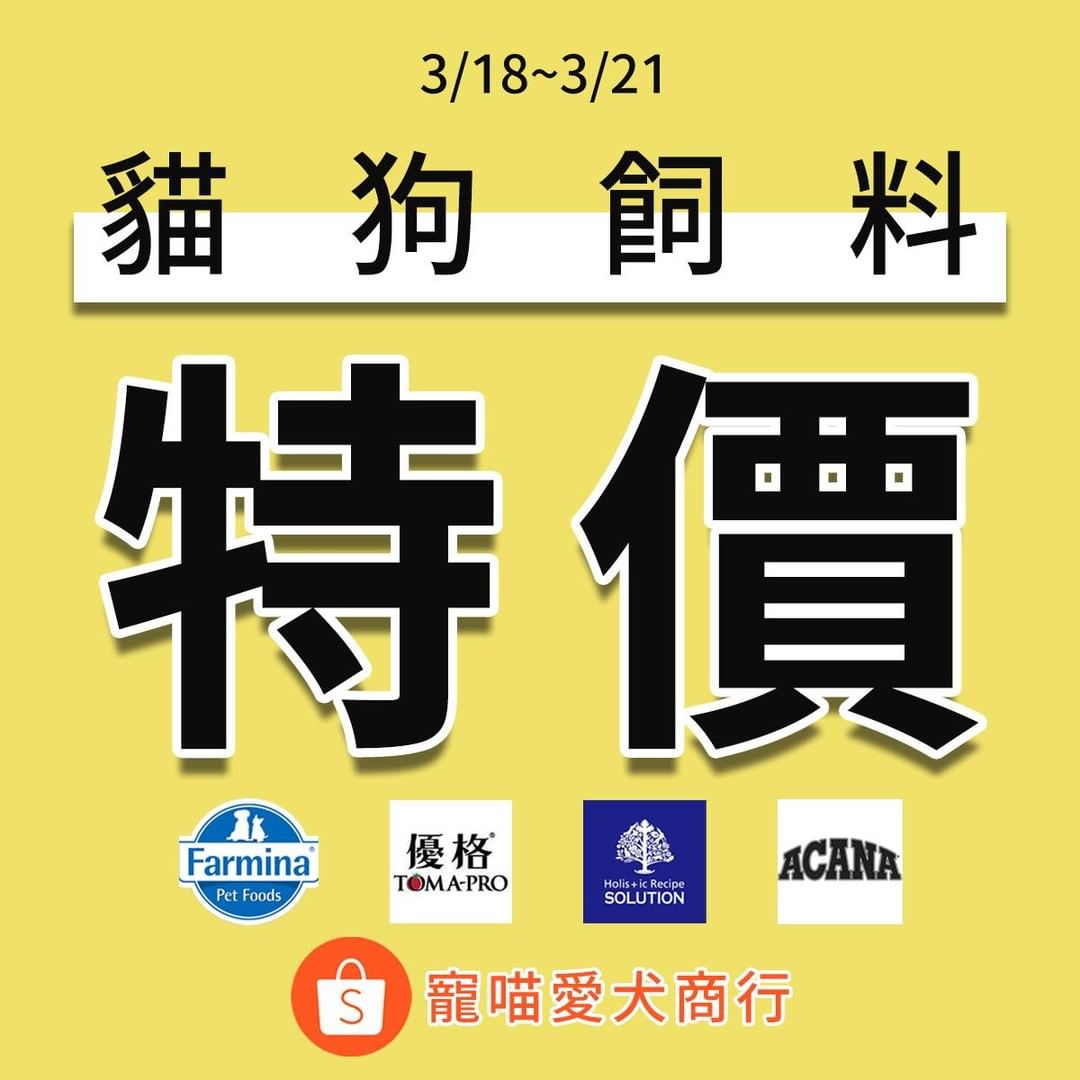 3/18~3/21
貓狗飼料
特價
Farmina®
Pet Foods
優格®
TOMA-PRO
Holis+ic Recipe
SOLUTION
ACANA
S
寵喵愛犬商行